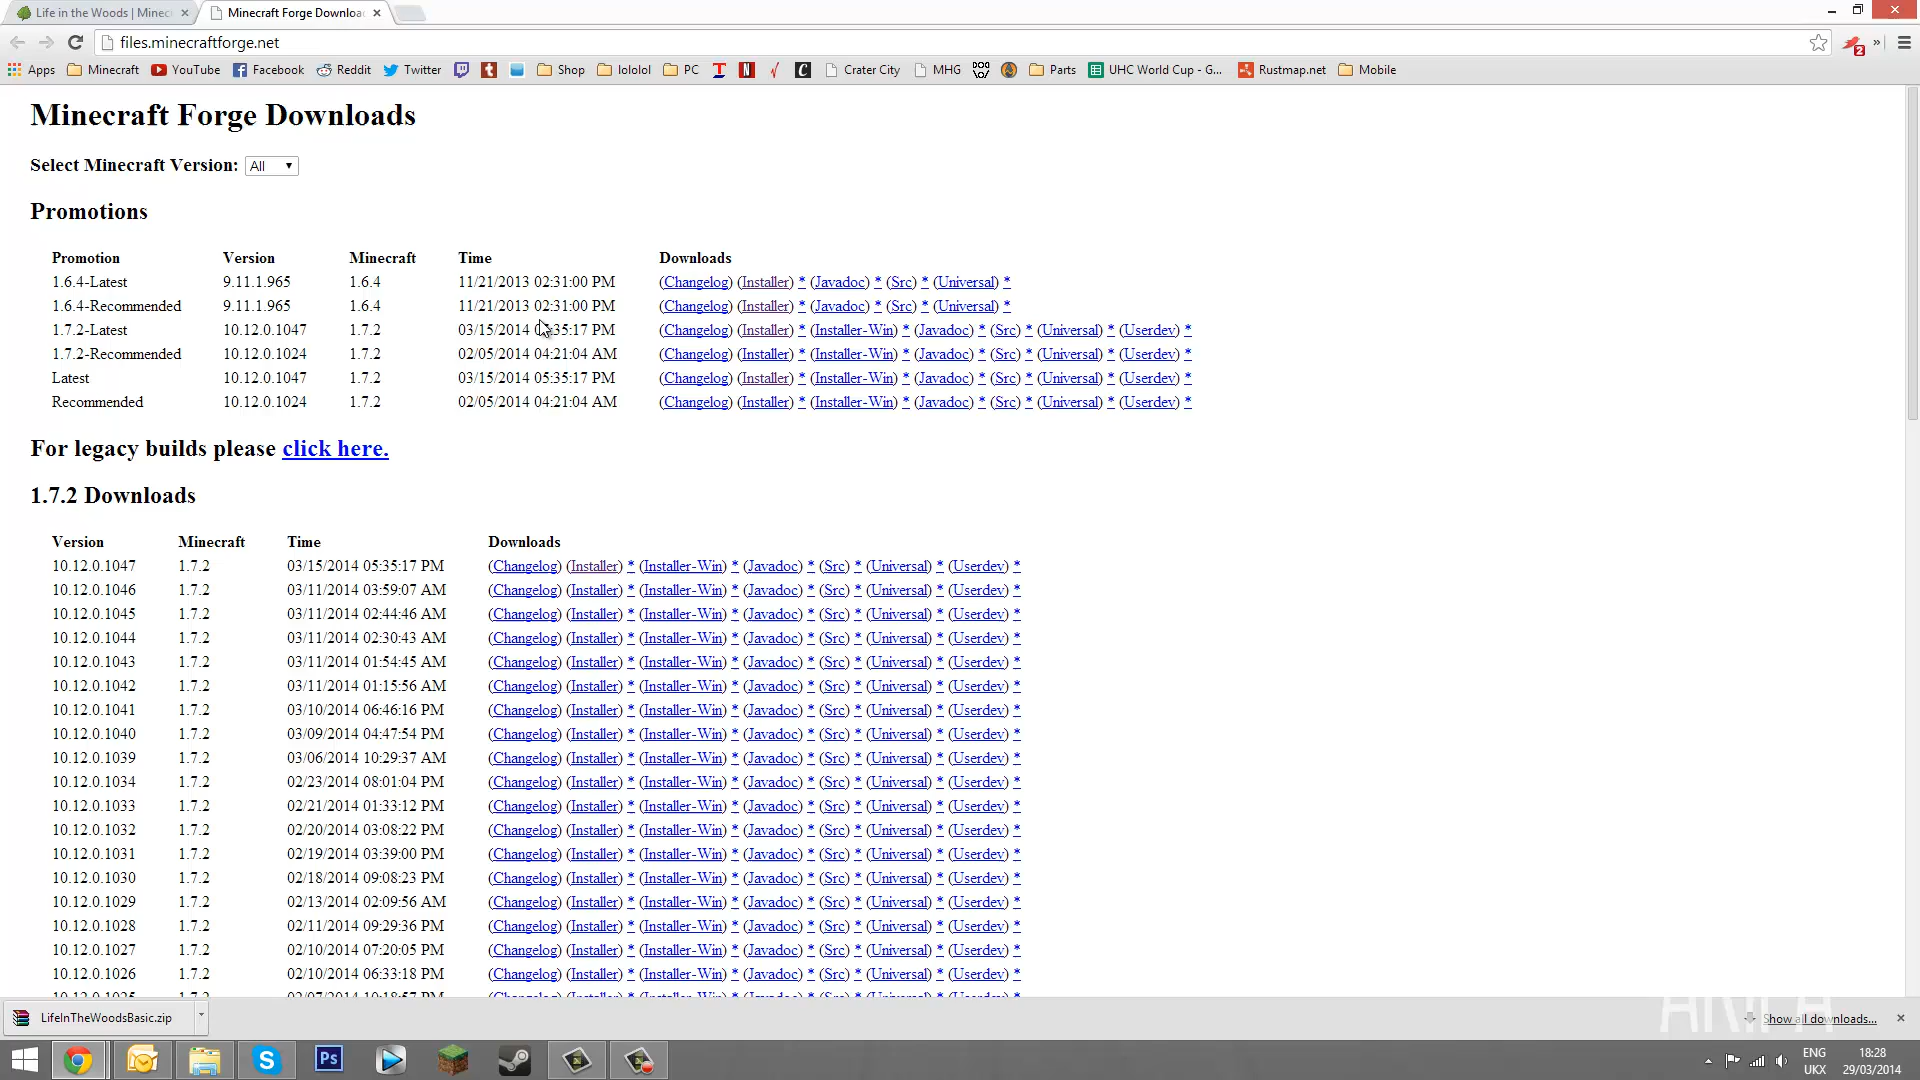 Life in the Woods | Minec
Minecraft Forge Downloa
files.minecraftforge.net
2
»
Apps Minecraft YouTube Facebook Reddit Twitter Shop lololol PC Crater City MHG Parts UHC World Cup - G... Rustmap.net Mobile
Minecraft Forge Downloads
Select Minecraft Version: All
Promotions
Promotion Version Minecraft Time Downloads
1.6.4-Latest 9.11.1.965 1.6.4 11/21/2013 02:31:00 PM (Changelog) (Installer) * (Javadoc) * (Src) * (Universal) *
1.6.4-Recommended 9.11.1.965 1.6.4 11/21/2013 02:31:00 PM (Changelog) (Installer) * (Javadoc) * (Src) * (Universal) *
1.7.2-Latest 10.12.0.1047 1.7.2 03/15/2014 05:35:17 PM (Changelog) (Installer) * (Installer-Win) * (Javadoc) * (Src) * (Universal) * (Userdev) *
1.7.2-Recommended 10.12.0.1024 1.7.2 02/05/2014 04:21:04 AM (Changelog) (Installer) * (Installer-Win) * (Javadoc) * (Src) * (Universal) * (Userdev) *
Latest 10.12.0.1047 1.7.2 03/15/2014 05:35:17 PM (Changelog) (Installer) * (Installer-Win) * (Javadoc) * (Src) * (Universal) * (Userdev) *
Recommended 10.12.0.1024 1.7.2 02/05/2014 04:21:04 AM (Changelog) (Installer) * (Installer-Win) * (Javadoc) * (Src) * (Universal) * (Userdev) *
For legacy builds please click here.
1.7.2 Downloads
Version Minecraft Time Downloads
10.12.0.1047 1.7.2 03/15/2014 05:35:17 PM (Changelog) (Installer) * (Installer-Win) * (Javadoc) * (Src) * (Universal) * (Userdev) *
10.12.0.1046 1.7.2 03/11/2014 03:59:07 AM (Changelog) (Installer) * (Installer-Win) * (Javadoc) * (Src) * (Universal) * (Userdev) *
10.12.0.1045 1.7.2 03/11/2014 02:44:46 AM (Changelog) (Installer) * (Installer-Win) * (Javadoc) * (Src) * (Universal) * (Userdev) *
10.12.0.1044 1.7.2 03/11/2014 02:30:43 AM (Changelog) (Installer) * (Installer-Win) * (Javadoc) * (Src) * (Universal) * (Userdev) *
10.12.0.1043 1.7.2 03/11/2014 01:54:45 AM (Changelog) (Installer) * (Installer-Win) * (Javadoc) * (Src) * (Universal) * (Userdev) *
10.12.0.1042 1.7.2 03/11/2014 01:15:56 AM (Changelog) (Installer) * (Installer-Win) * (Javadoc) * (Src) * (Universal) * (Userdev) *
10.12.0.1041 1.7.2 03/10/2014 06:46:16 PM (Changelog) (Installer) * (Installer-Win) * (Javadoc) * (Src) * (Universal) * (Userdev) *
10.12.0.1040 1.7.2 03/09/2014 04:47:54 PM (Changelog) (Installer) * (Installer-Win) * (Javadoc) * (Src) * (Universal) * (Userdev) *
10.12.0.1039 1.7.2 03/06/2014 10:29:37 AM (Changelog) (Installer) * (Installer-Win) * (Javadoc) * (Src) * (Universal) * (Userdev) *
10.12.0.1034 1.7.2 02/23/2014 08:01:04 PM (Changelog) (Installer) * (Installer-Win) * (Javadoc) * (Src) * (Universal) * (Userdev) *
10.12.0.1033 1.7.2 02/21/2014 01:33:12 PM (Changelog) (Installer) * (Installer-Win) * (Javadoc) * (Src) * (Universal) * (Userdev) *
10.12.0.1032 1.7.2 02/20/2014 03:08:22 PM (Changelog) (Installer) * (Installer-Win) * (Javadoc) * (Src) * (Universal) * (Userdev) *
10.12.0.1031 1.7.2 02/19/2014 03:39:00 PM (Changelog) (Installer) * (Installer-Win) * (Javadoc) * (Src) * (Universal) * (Userdev) *
10.12.0.1030 1.7.2 02/18/2014 09:08:23 PM (Changelog) (Installer) * (Installer-Win) * (Javadoc) * (Src) * (Universal) * (Userdev) *
10.12.0.1029 1.7.2 02/13/2014 02:09:56 AM (Changelog) (Installer) * (Installer-Win) * (Javadoc) * (Src) * (Universal) * (Userdev) *
10.12.0.1028 1.7.2 02/11/2014 09:29:36 PM (Changelog) (Installer) * (Installer-Win) * (Javadoc) * (Src) * (Universal) * (Userdev) *
10.12.0.1027 1.7.2 02/10/2014 07:20:05 PM (Changelog) (Installer) * (Installer-Win) * (Javadoc) * (Src) * (Universal) * (Userdev) *
10.12.0.1026 1.7.2 02/10/2014 06:33:18 PM (Changelog) (Installer) * (Installer-Win) * (Javadoc) * (Src) * (Universal) * (Userdev) *
LifeInTheWoodsBasic.zip
Show all downloads...
Ps
ENG 18:28
UKX 29/03/2014